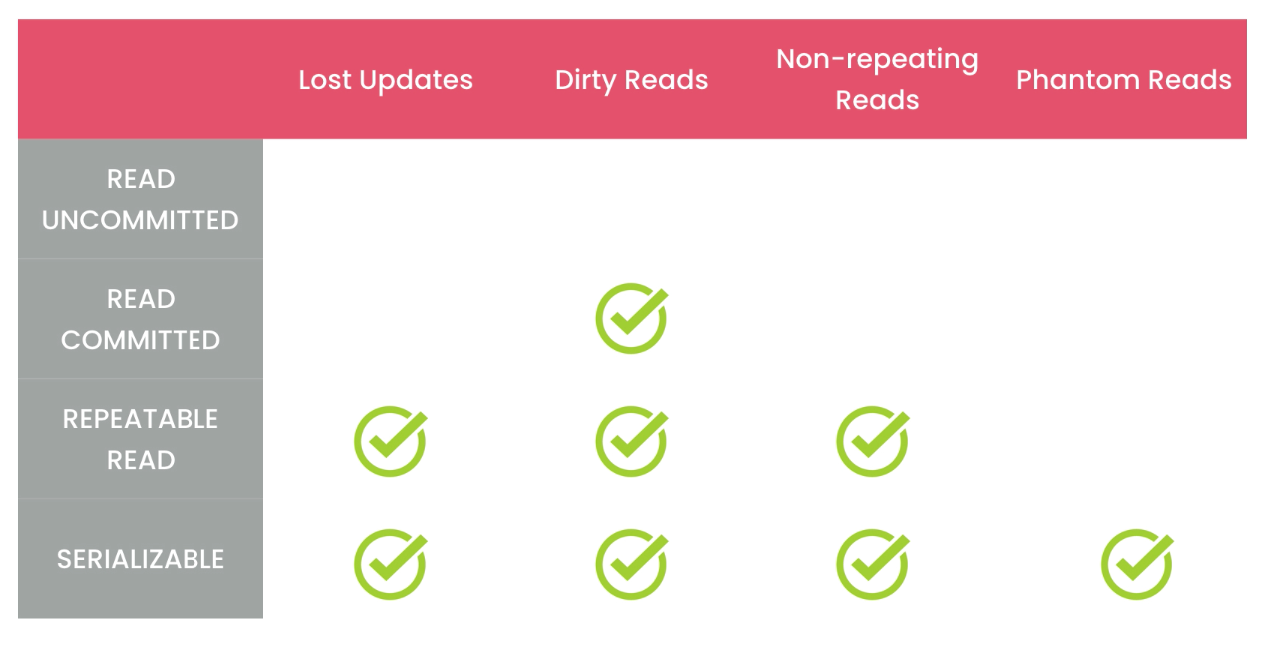 Lost Updates
Dirty Reads
Non-repeating
Reads
Phantom Reads
READ
UNCOMMITTED
READ
COMMITTED
REPEATABLE
READ
SERIALIZABLE